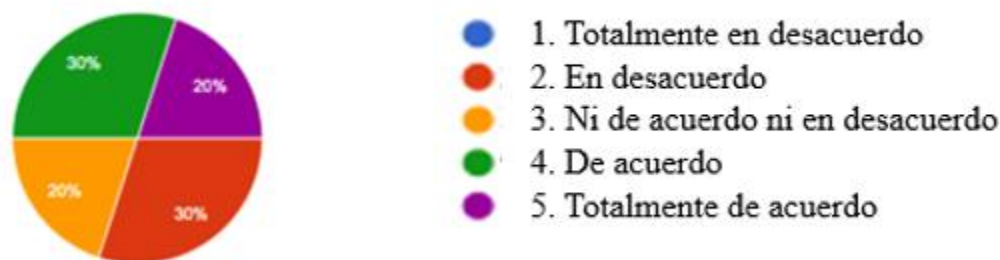 30%
20%
20%
30%
1. Totalmente en desacuerdo
2. En desacuerdo
3. Ni de acuerdo ni en desacuerdo
4. De acuerdo
5. Totalmente de acuerdo